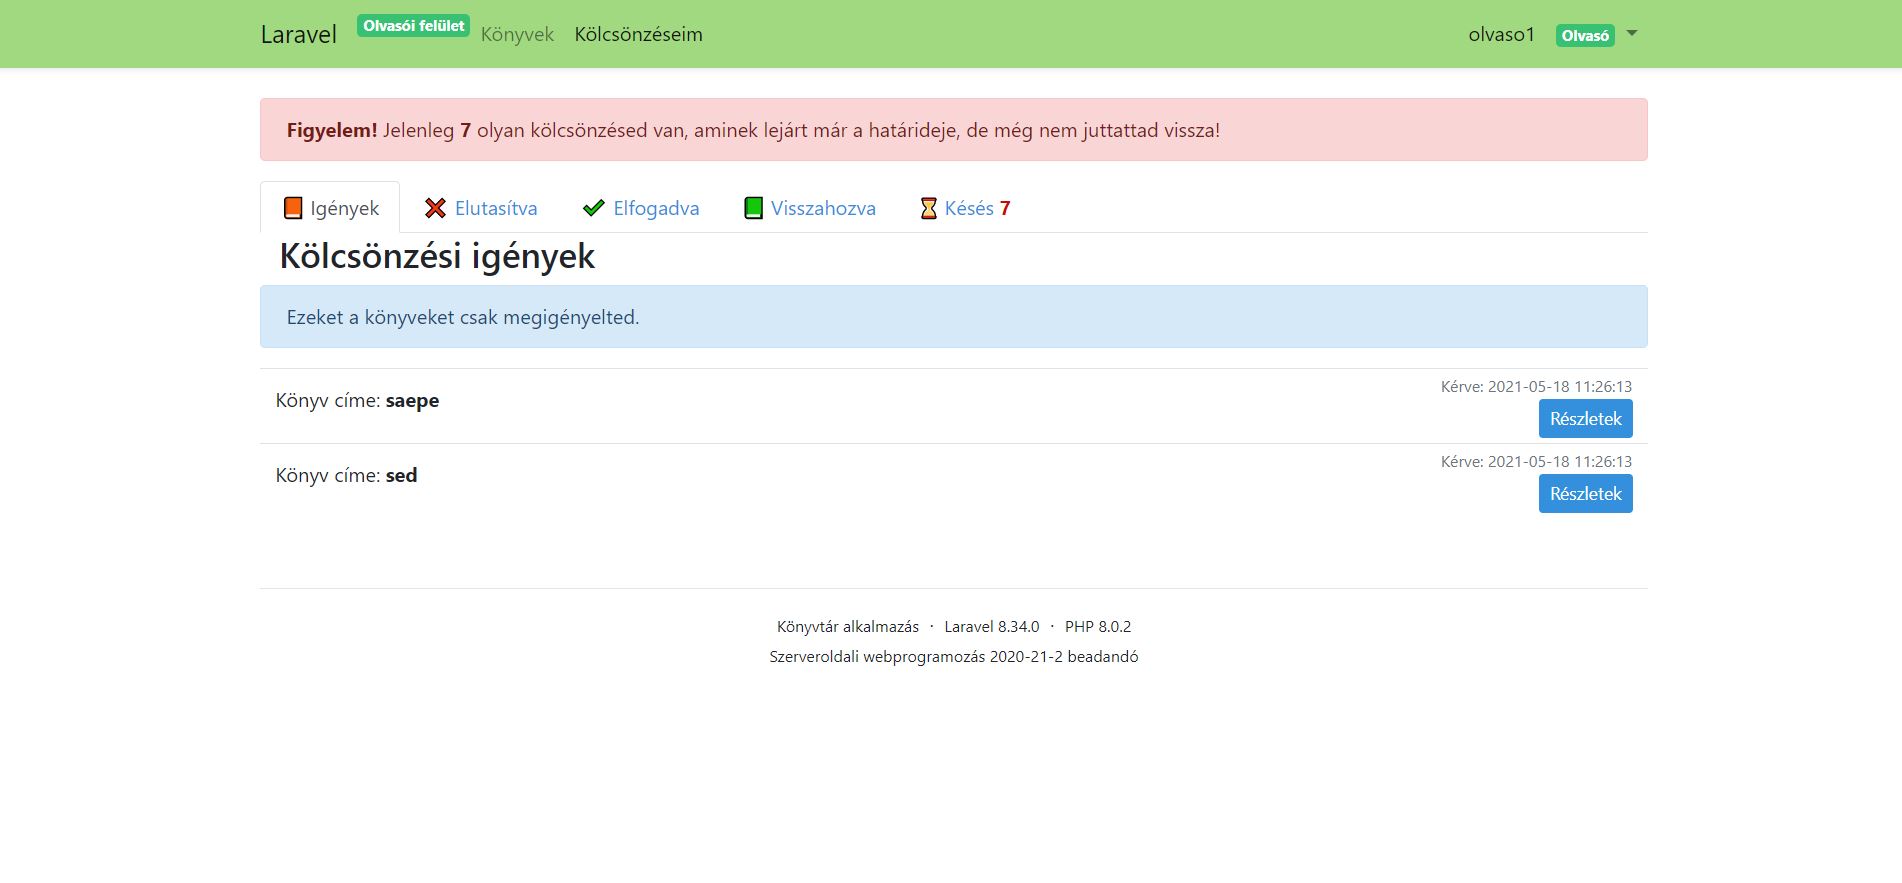 Laravel Olvasói felület Könyvek Kölcsönzéseim olvaso1 Olvasó
Figyelem! Jelenleg 7 olyan kölcsönzésed van, aminek lejárt már a határideje, de még nem juttattad vissza!
Igények Elutasítva Elfogadva Visszahozva Késés 7
Kölcsönzési igények
Ezeket a könyveket csak megigényelted.
Kérve: 2021-05-18 11:26:13
Könyv címe: saepe
Részletek
Kérve: 2021-05-18 11:26:13
Könyv címe: sed
Részletek
Könyvtár alkalmazás · Laravel 8.34.0 · PHP 8.0.2
Szerveroldali webprogramozás 2020-21-2 beadandó